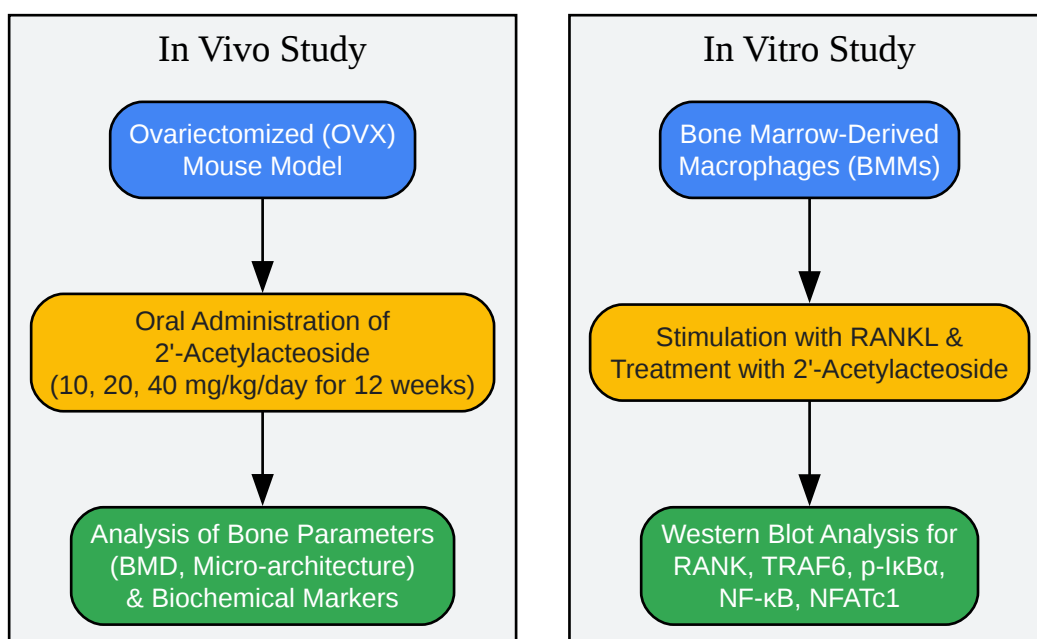 In Vivo Study
Ovariectomized (OVX)
Mouse Model
Oral Administration of
2'-Acetylacteoside
(10, 20, 40 mg/kg/day for 12 weeks)
Analysis of Bone Parameters
(BMD, Micro-architecture)
& Biochemical Markers
In Vitro Study
Bone Marrow-Derived
Macrophages (BMMs)
Stimulation with RANKL &
Treatment with 2'-Acetylacteoside
Western Blot Analysis for
RANK, TRAF6, p-IκBα,
NF-κB, NFATc1